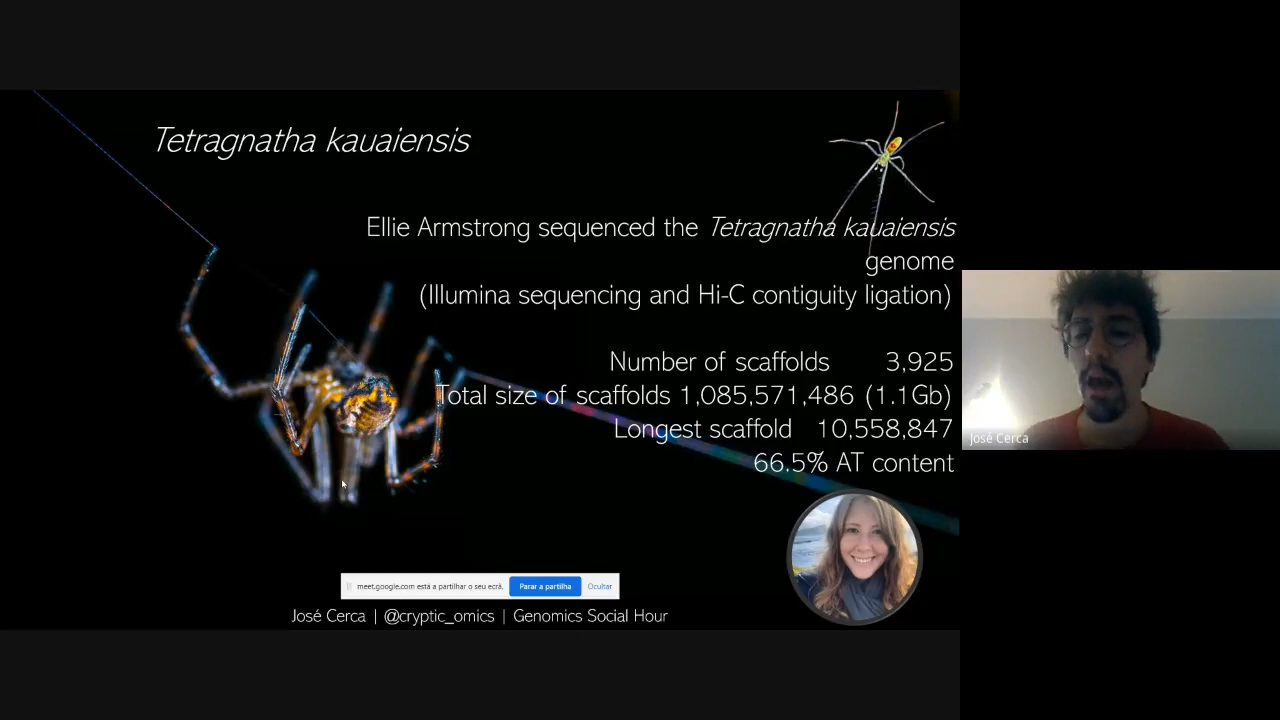 Tetragnatha kauaiensis
Ellie Armstrong sequenced the Tetragnatha kauaiensis
genome
(Illumina sequencing and Hi-C contiguity ligation)
Number of scaffolds 3,925
Total size of scaffolds 1,085,571,486 (1.1Gb)
Longest scaffold 10,558,847
66.5% AT content
José Cerca
meet.google.com está a partilhar o seu ecrã. Parar a partilha Ocultar
José Cerca | @cryptic_omics | Genomics Social Hour